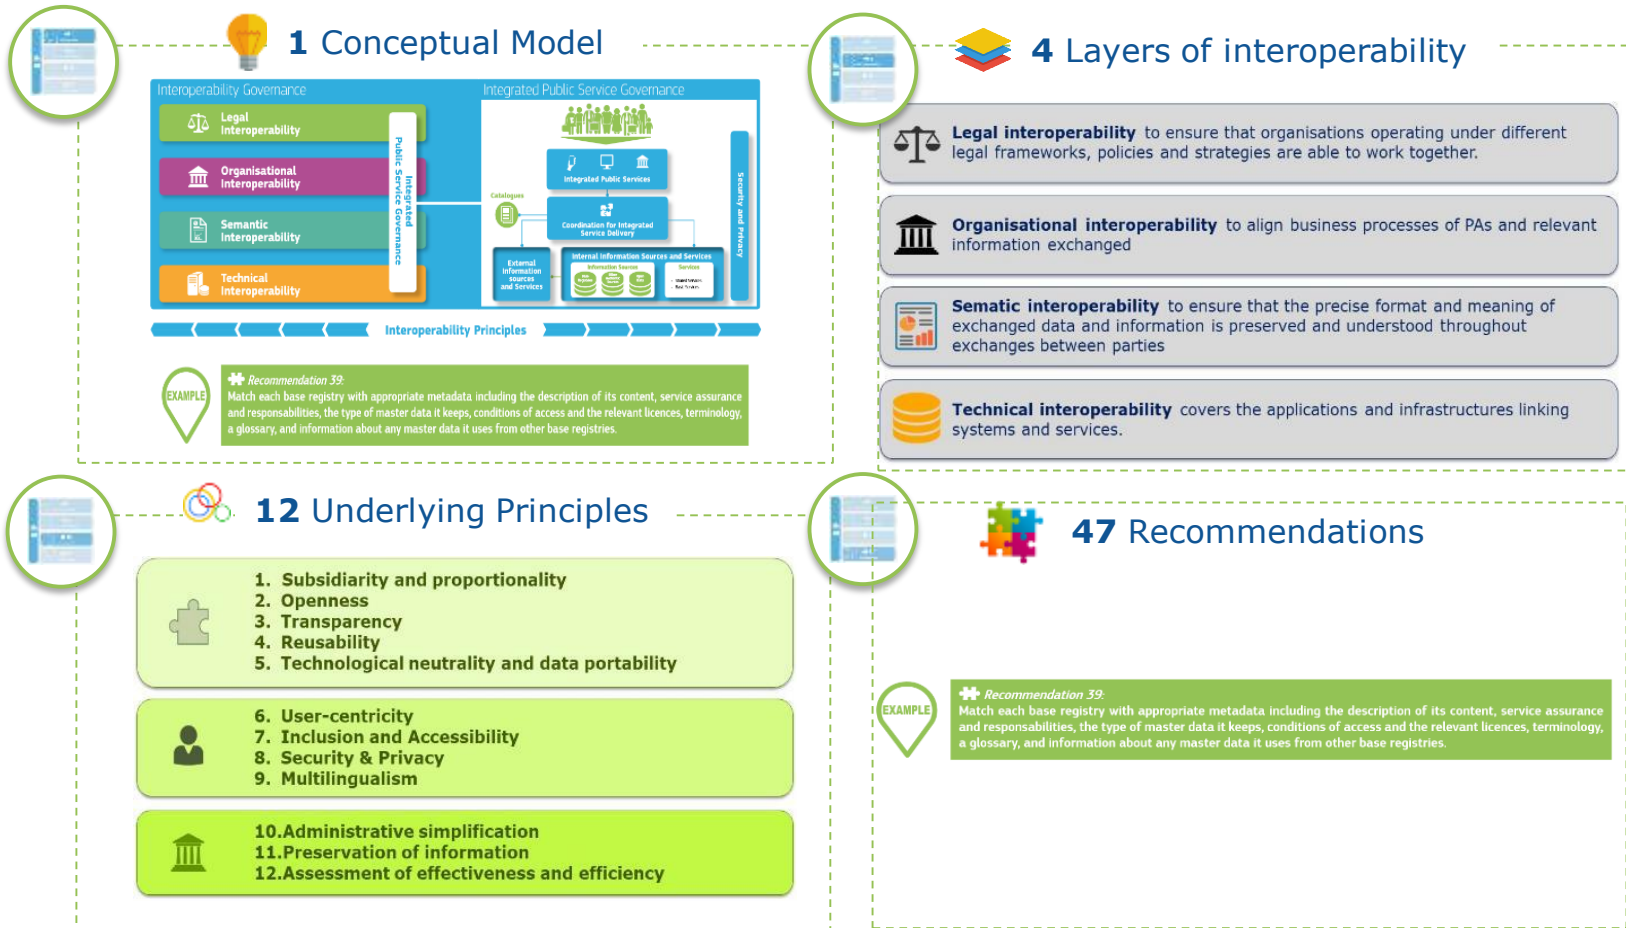 1 Conceptual Model
Interoperability Governance
Integrated Public Service Governance
Legal
Interoperability
Organisational
Interoperability
Semantic
Interoperability
Technical
Interoperability
Integrated
Public Service Governance
Integrated Public Services
Catalogues
Coordination for Integrated
Service Delivery
External
Information
sources
and Services
Internal Information Sources and Services
Information Sources
Services
Security and Privacy
Interoperability Principles
EXAMPLE
Recommendation 39:
Match each base registry with appropriate metadata including the description of its content, service assurance
and responsabilities, the type of master data it keeps, conditions of access and the relevant licences, terminology,
a glossary, and information about any master data it uses from other base registries.
4 Layers of interoperability
Legal interoperability to ensure that organisations operating under different
legal frameworks, policies and strategies are able to work together.
Organisational interoperability to align business processes of PAs and relevant
information exchanged
Sematic interoperability to ensure that the precise format and meaning of
exchanged data and information is preserved and understood throughout
exchanges between parties
Technical interoperability covers the applications and infrastructures linking
systems and services.
12 Underlying Principles
1. Subsidiarity and proportionality
2. Openness
3. Transparency
4. Reusability
5. Technological neutrality and data portability
6. User-centricity
7. Inclusion and Accessibility
8. Security & Privacy
9. Multilingualism
10.Administrative simplification
11.Preservation of information
12.Assessment of effectiveness and efficiency
47 Recommendations
EXAMPLE
Recommendation 39:
Match each base registry with appropriate metadata including the description of its content, service assurance
and responsabilities, the type of master data it keeps, conditions of access and the relevant licences, terminology,
a glossary, and information about any master data it uses from other base registries.